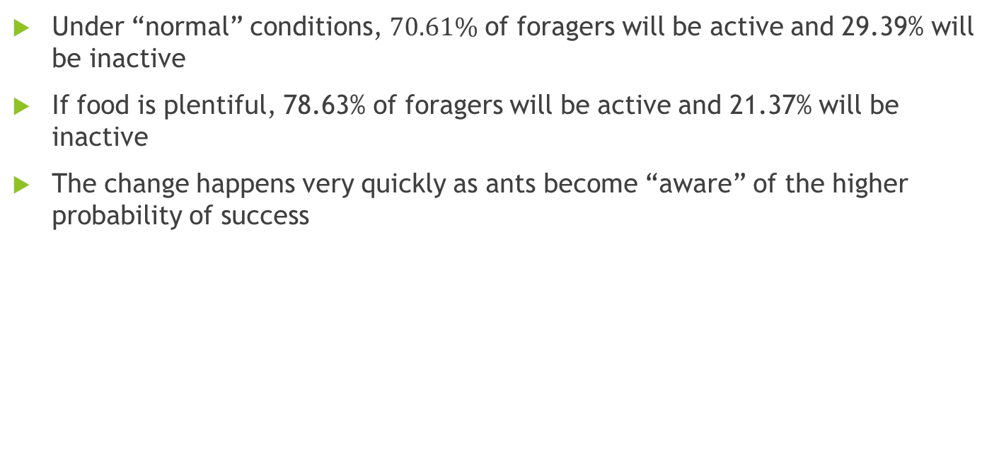 Under “normal” conditions, 70.61% of foragers will be active and 29.39% will
be inactive
If food is plentiful, 78.63% of foragers will be active and 21.37% will be
inactive
The change happens very quickly as ants become “aware” of the higher
probability of success